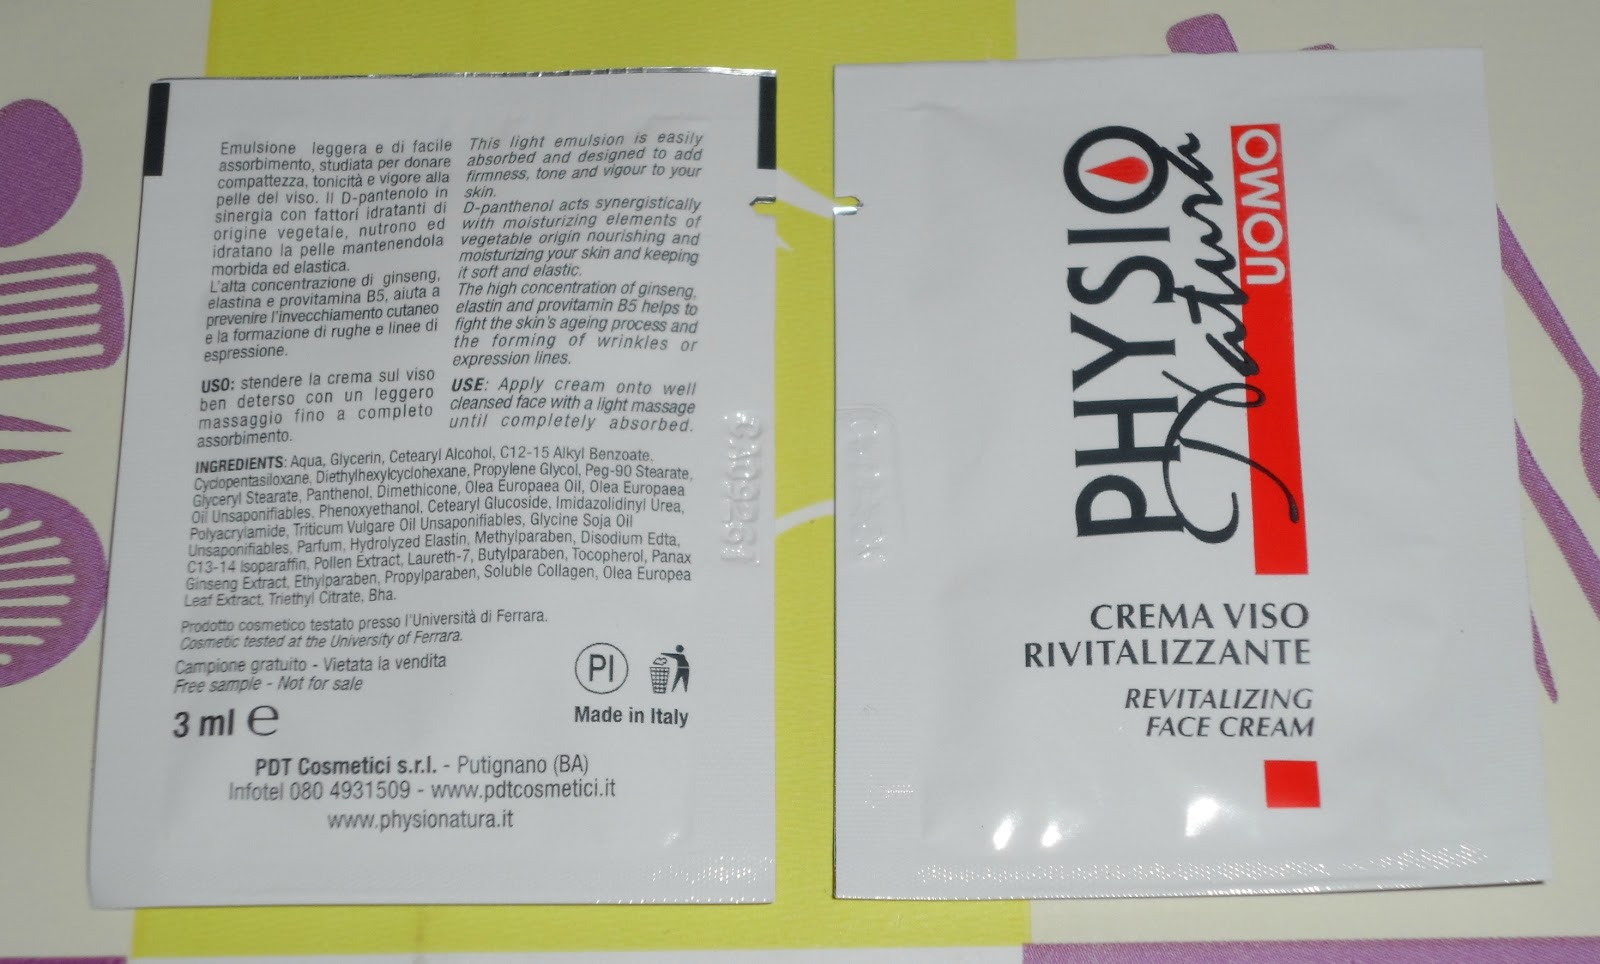 Emulsione leggera e di facile
assorbimento, studiata per donare
compattezza, tonicità e vigore alla
pelle del viso. Il D-pantenolo in
sinergia con fattori idratanti di
origine vegetale, nutrono ed
idratano la pelle mantenendola
morbida ed elastica.
L'alta concentrazione di ginseng,
elastina e provitamina B5, aiuta a
prevenire l'invecchiamento cutaneo
e la formazione di rughe e linee di
espressione.
USO: stendere la crema sul viso
ben deterso con un leggero
massaggio fino a completo
assorbimento.
This light emulsion is easily
absorbed and designed to add
firmness, tone and vigour to your
skin.
D-panthenol acts synergistically
with moisturizing elements of
vegetable origin nourishing and
moisturizing your skin and keeping
it soft and elastic.
The high concentration of ginseng,
elastin and provitamin B5 helps to
fight the skin's ageing process and
the forming of wrinkles or
expression lines.
USE: Apply cream onto well
cleansed face with a light massage
until completely absorbed.
INGREDIENTS: Aqua, Glycerin, Cetearyl Alcohol, C12-15 Alkyl Benzoate,
Cyclopentasiloxane, Diethylhexylcyclohexane, Propylene Glycol, Peg-90 Stearate,
Glyceryl Stearate, Panthenol, Dimethicone, Olea Europaea Oil, Olea Europaea
Oil Unsaponifiables, Phenoxyethanol, Cetearyl Glucoside, Imidazolidinyl Urea,
Polyacrylamide, Triticum Vulgare Oil Unsaponifiables, Glycine Soja Oil
Unsaponifiables, Parfum, Hydrolyzed Elastin, Methylparaben, Disodium Edta,
C13-14 Isoparaffin, Pollen Extract, Laureth-7, Butylparaben, Tocopherol, Panax
Ginseng Extract, Ethylparaben, Propylparaben, Soluble Collagen, Olea Europea
Leaf Extract, Triethyl Citrate, Bha.
Prodotto cosmetico testato presso l'Università di Ferrara.
Cosmetic tested at the University of Ferrara.
Campione gratuito - Vietata la vendita
Free sample - Not for sale
3 ml e
PI
Made in Italy
PDT Cosmetici s.r.l. - Putignano (BA)
Infotel 080 4931509 - www.pdtcosmetici.it
www.physionatura.it
PHYSIO
Natura
UOMO
CREMA VISO
RIVITALIZZANTE
REVITALIZING
FACE CREAM